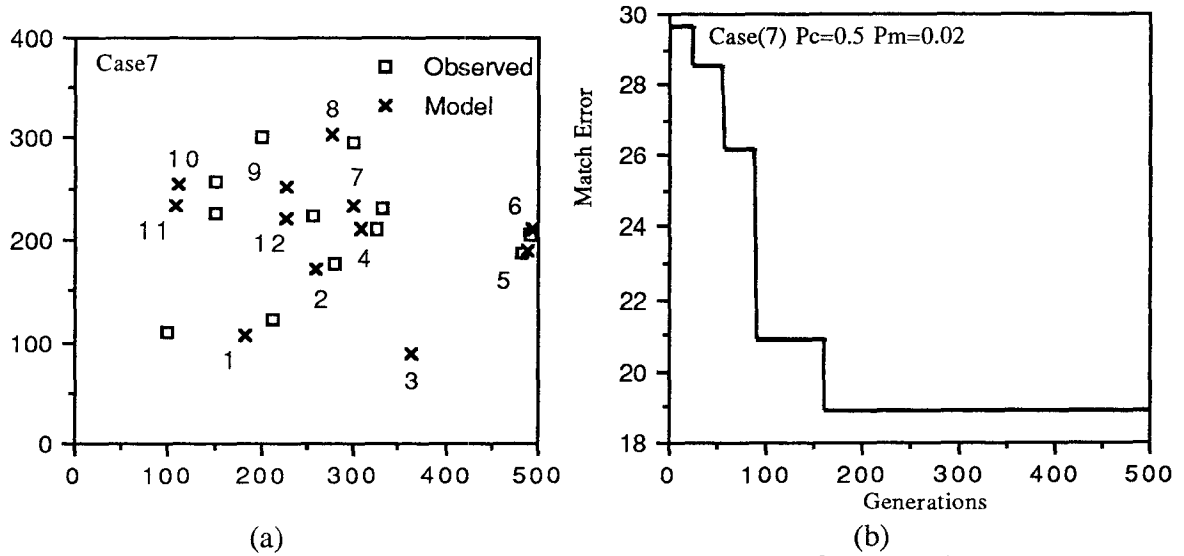 Case7
Observed
Model
8
10
9
7
11
12
4
6
5
2
1
3
400
300
200
100
0
0 100 200 300 400 500
(a)
Case(7) Pc=0.5 Pm=0.02
Match Error
30
28
26
24
22
20
18
0 100 200 300 400 500
Generations
(b)